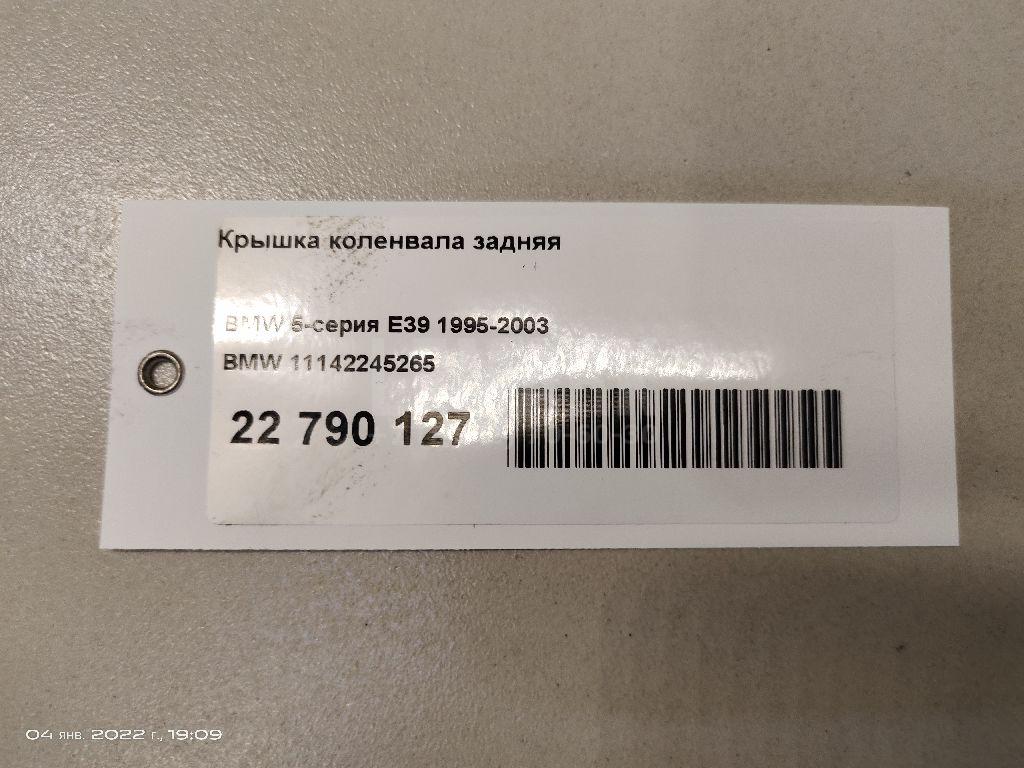 Крышка коленвала задняя
BMW 5-серия E39 1995-2003
BMW 11142245265
22 790 127
04 янв. 2022 г., 19:09